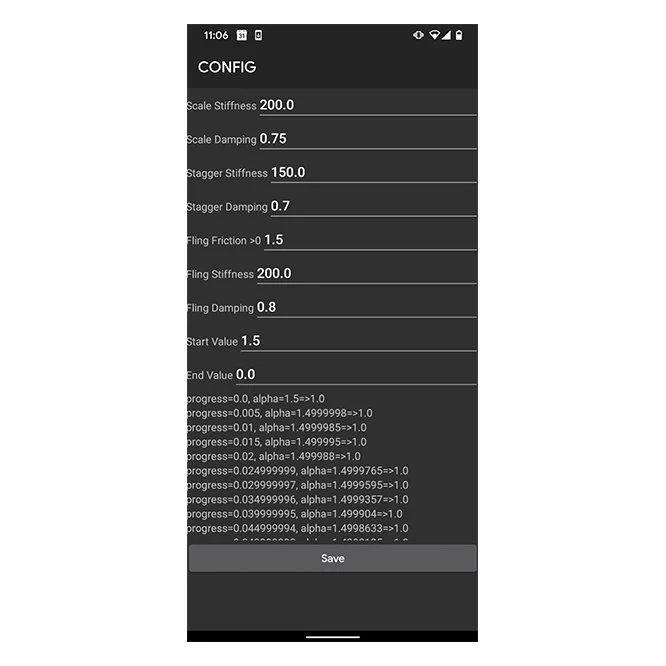 11:06 31
CONFIG
Scale Stiffness 200.0
Scale Damping 0.75
Stagger Stiffness 150.0
Stagger Damping 0.7
Fling Friction >0 1.5
Fling Stiffness 200.0
Fling Damping 0.8
Start Value 1.5
End Value 0.0
progress=0.0, alpha=1.5=>1.0
progress=0.005, alpha=1.4999998=>1.0
progress=0.01, alpha=1.4999985=>1.0
progress=0.015, alpha=1.499995=>1.0
progress=0.02, alpha=1.499988=>1.0
progress=0.024999999, alpha=1.4999765=>1.0
progress=0.029999997, alpha=1.4999595=>1.0
progress=0.034999996, alpha=1.4999357=>1.0
progress=0.039999995, alpha=1.499904=>1.0
progress=0.044999994, alpha=1.4998633=>1.0
Save